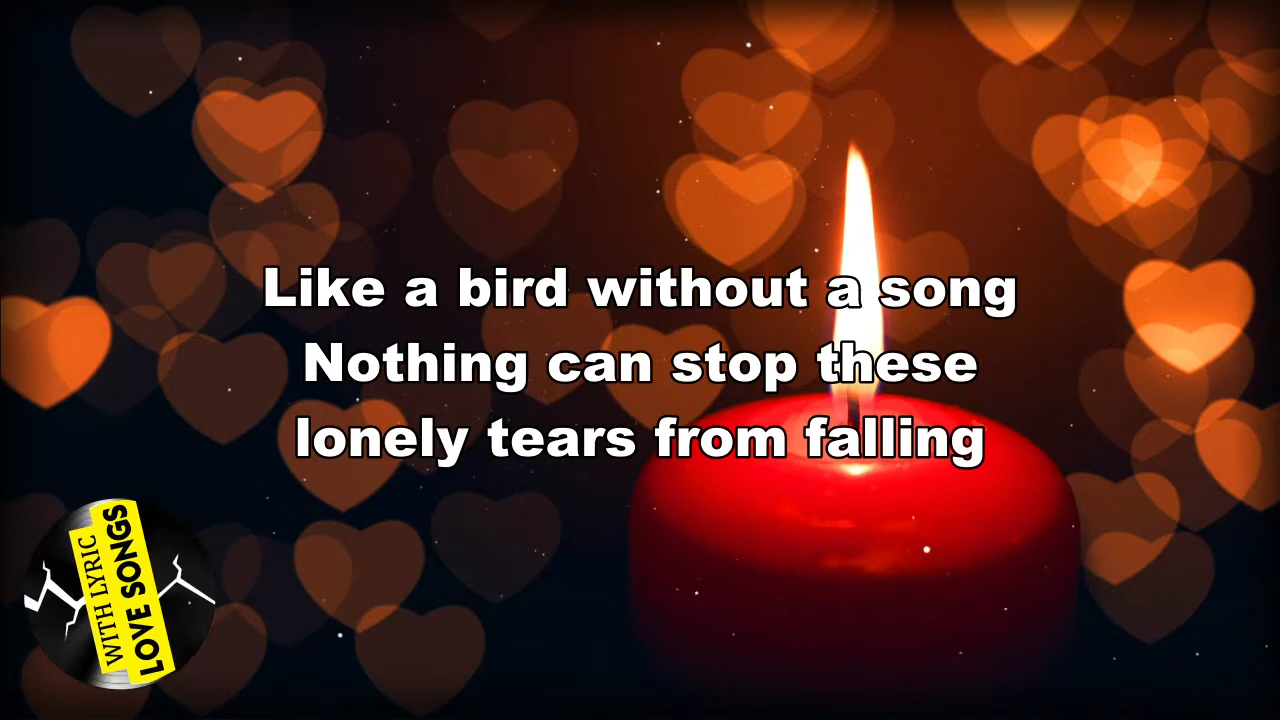 Like a bird without a song
Nothing can stop these
lonely tears from falling
WITH LYRIC
LOVE SONGS